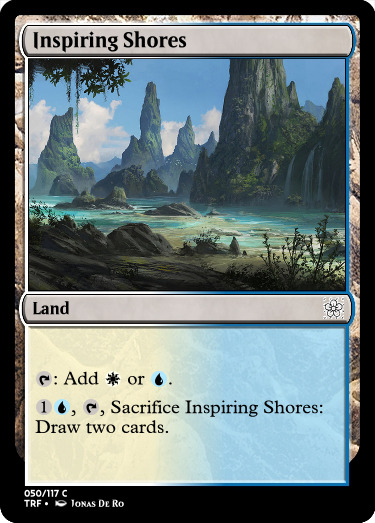 Inspiring Shores
Land
: Add or .
1 , , Sacrifice Inspiring Shores:
Draw two cards.
050/117 C
TRF • Jonas De Ro